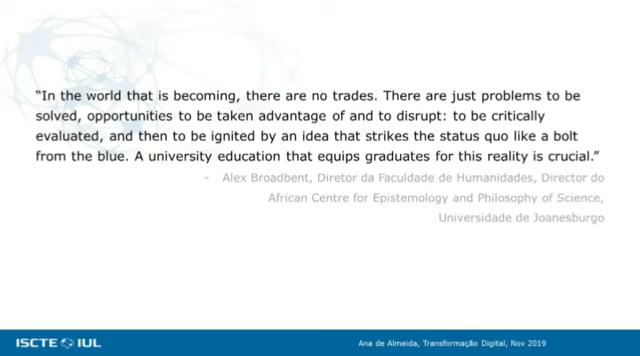 “In the world that is becoming, there are no trades. There are just problems to be
solved, opportunities to be taken advantage of and to disrupt: to be critically
evaluated, and then to be ignited by an idea that strikes the status quo like a bolt
from the blue. A university education that equips graduates for this reality is crucial.”
- Alex Broadbent, Diretor da Faculdade de Humanidades, Director do
African Centre for Epistemology and Philosophy of Science,
Universidade de Joanesburgo
ISCTE IUL
Ana de Almeida, Transformação Digital, Nov 2019